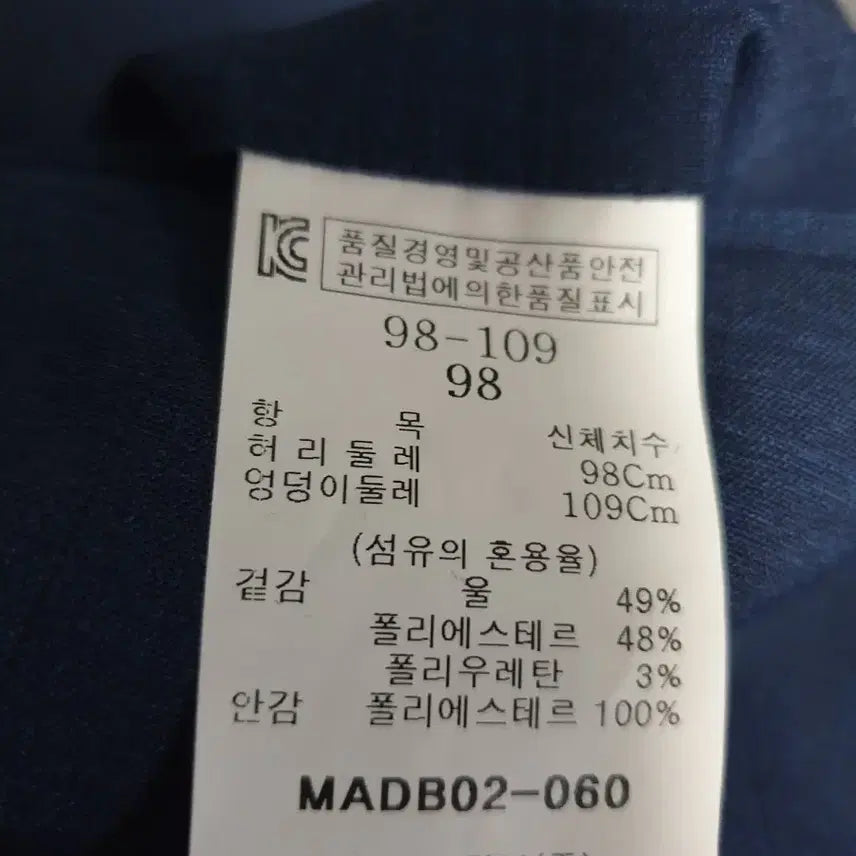 KC 품질경영및공산품안전
관리법에의한품질표시
98-109
98
항 목 신체치수
허리둘레 98Cm
엉덩이둘레 109Cm
(섬유의 혼용율)
겉감 울 49%
폴리에스테르 48%
폴리우레탄 3%
안감 폴리에스테르 100%
MADB02-060